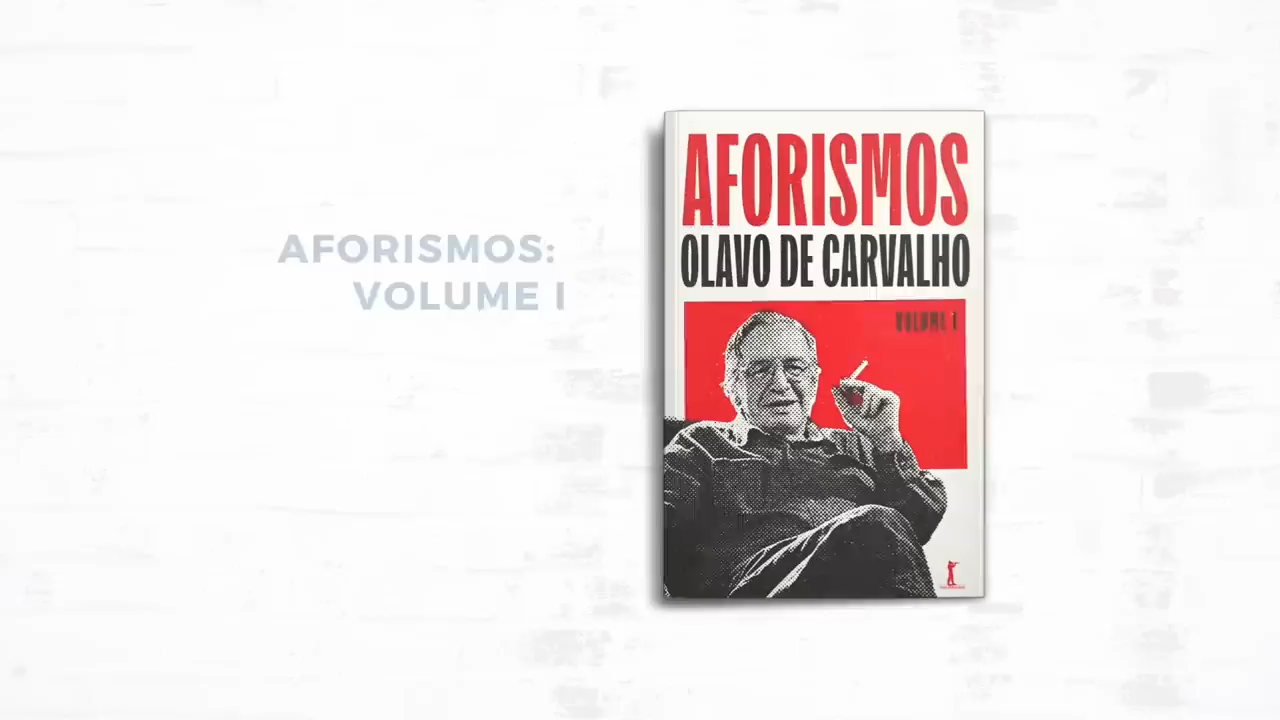 AFORISMOS:
VOLUME I
AFORISMOS
OLAVO DE CARVALHO
VOLUME I